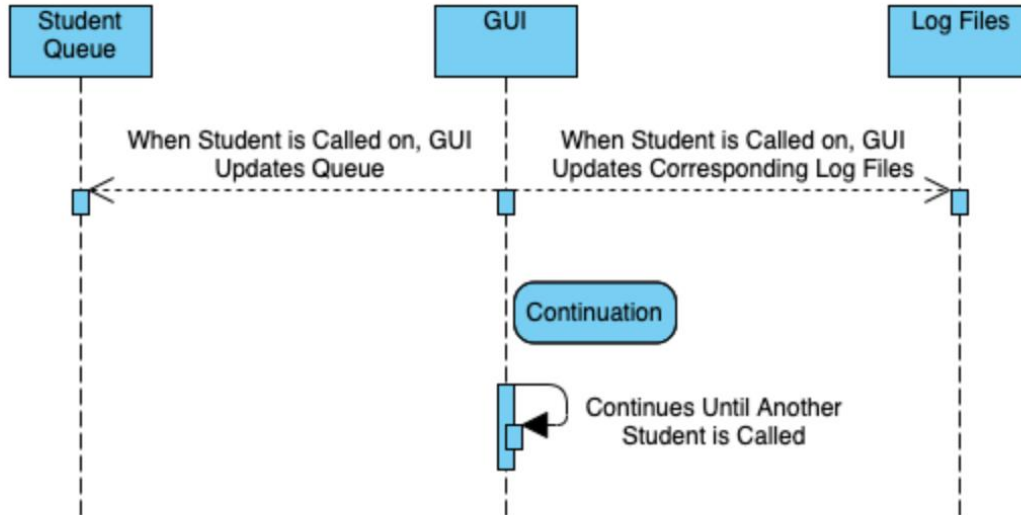 Student
Queue
GUI
Log Files
When Student is Called on, GUI
Updates Queue
When Student is Called on, GUI
Updates Corresponding Log Files
Continuation
Continues Until Another
Student is Called